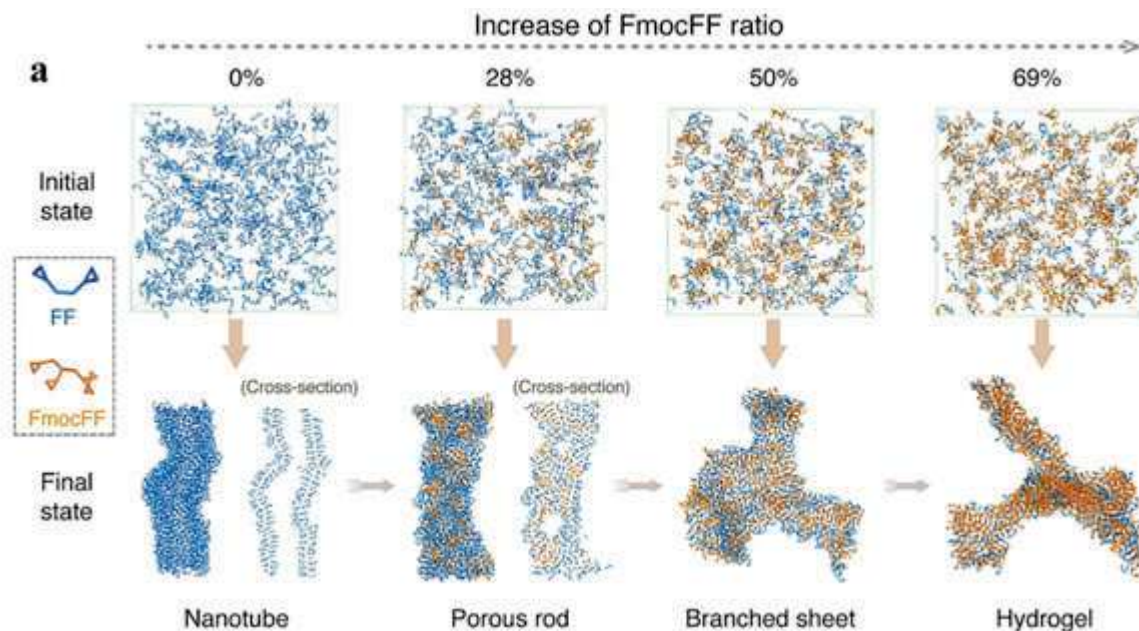 Increase of FmocFF ratio
a
0% 28% 50% 69%
Initial
state
FF
FmocFF
(Cross-section) (Cross-section)
Final
state
Nanotube Porous rod Branched sheet Hydrogel